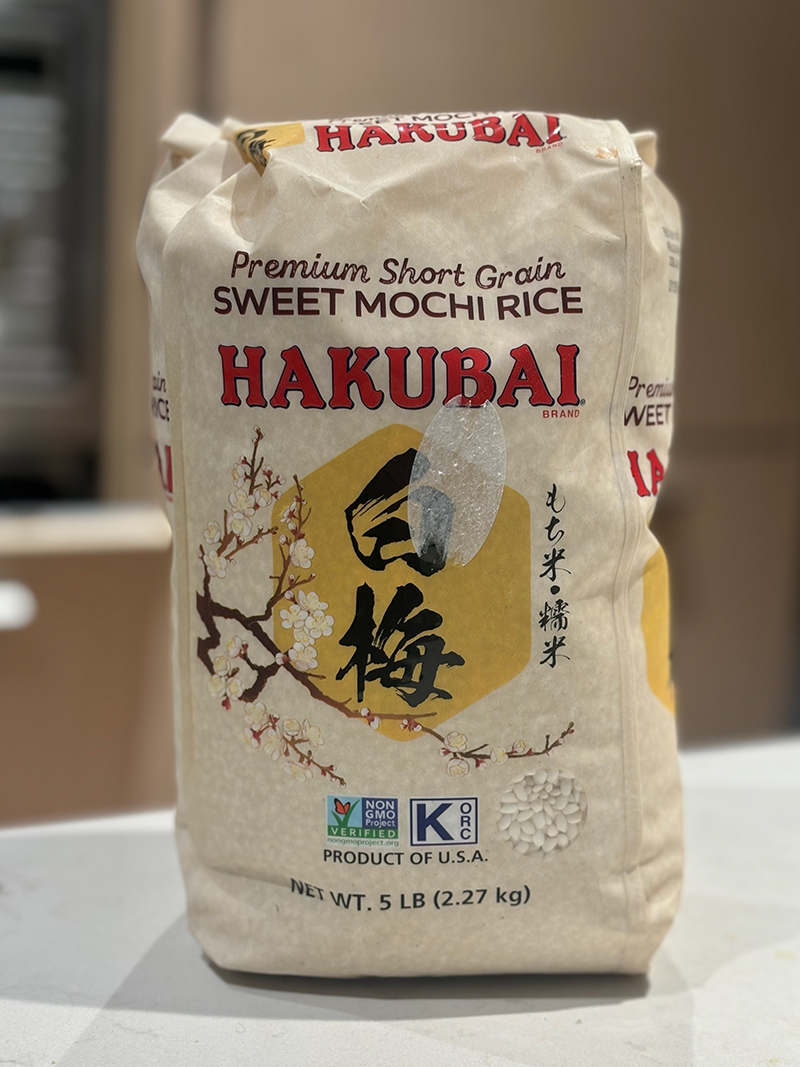 HAKUBAI
BRAND
Premium Short Grain
SWEET MOCHI RICE
HAKUBAI
BRAND
白梅
もち米・糯米
NON
GMO
Project
VERIFIED
nongmoproject.org
K
ORC
PRODUCT OF U.S.A.
NET WT. 5 LB (2.27 kg)